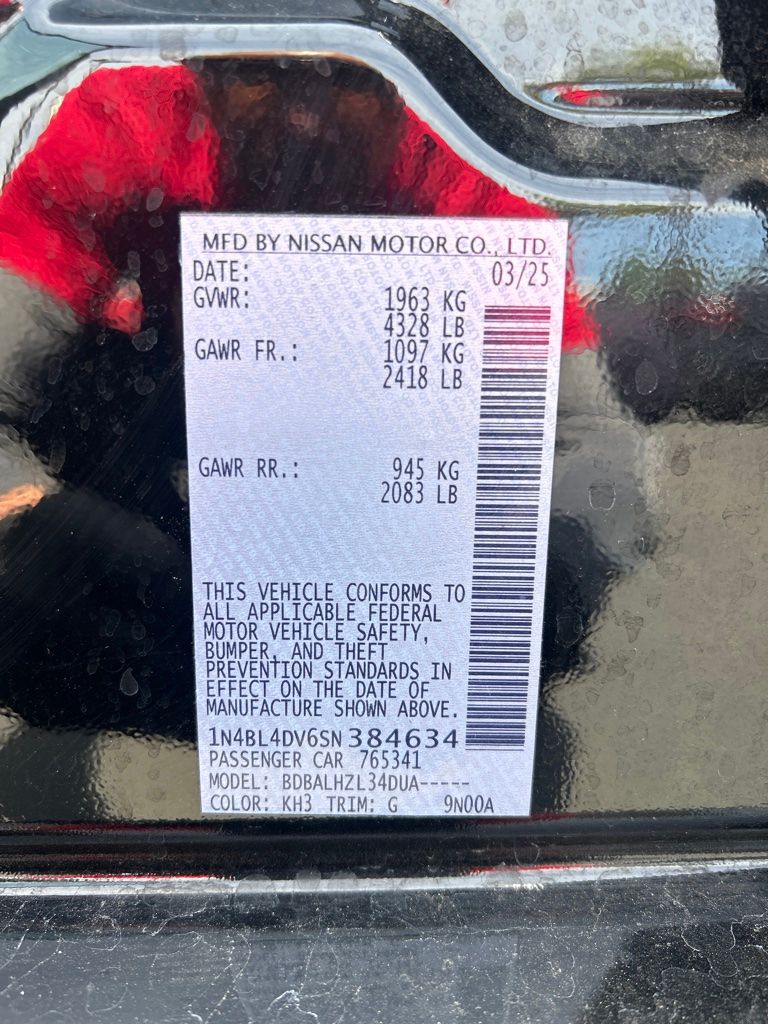 MFD BY NISSAN MOTOR CO., LTD.
DATE: 03/25
GVWR: 1963 KG
4328 LB
GAWR FR.: 1097 KG
2418 LB
GAWR RR.: 945 KG
2083 LB
THIS VEHICLE CONFORMS TO
ALL APPLICABLE FEDERAL
MOTOR VEHICLE SAFETY,
BUMPER, AND THEFT
PREVENTION STANDARDS IN
EFFECT ON THE DATE OF
MANUFACTURE SHOWN ABOVE.
1N4BL4DV6SN384634
PASSENGER CAR 765341
MODEL: BDBALHZL34DUA-----
COLOR: KH3 TRIM: G 9N00A